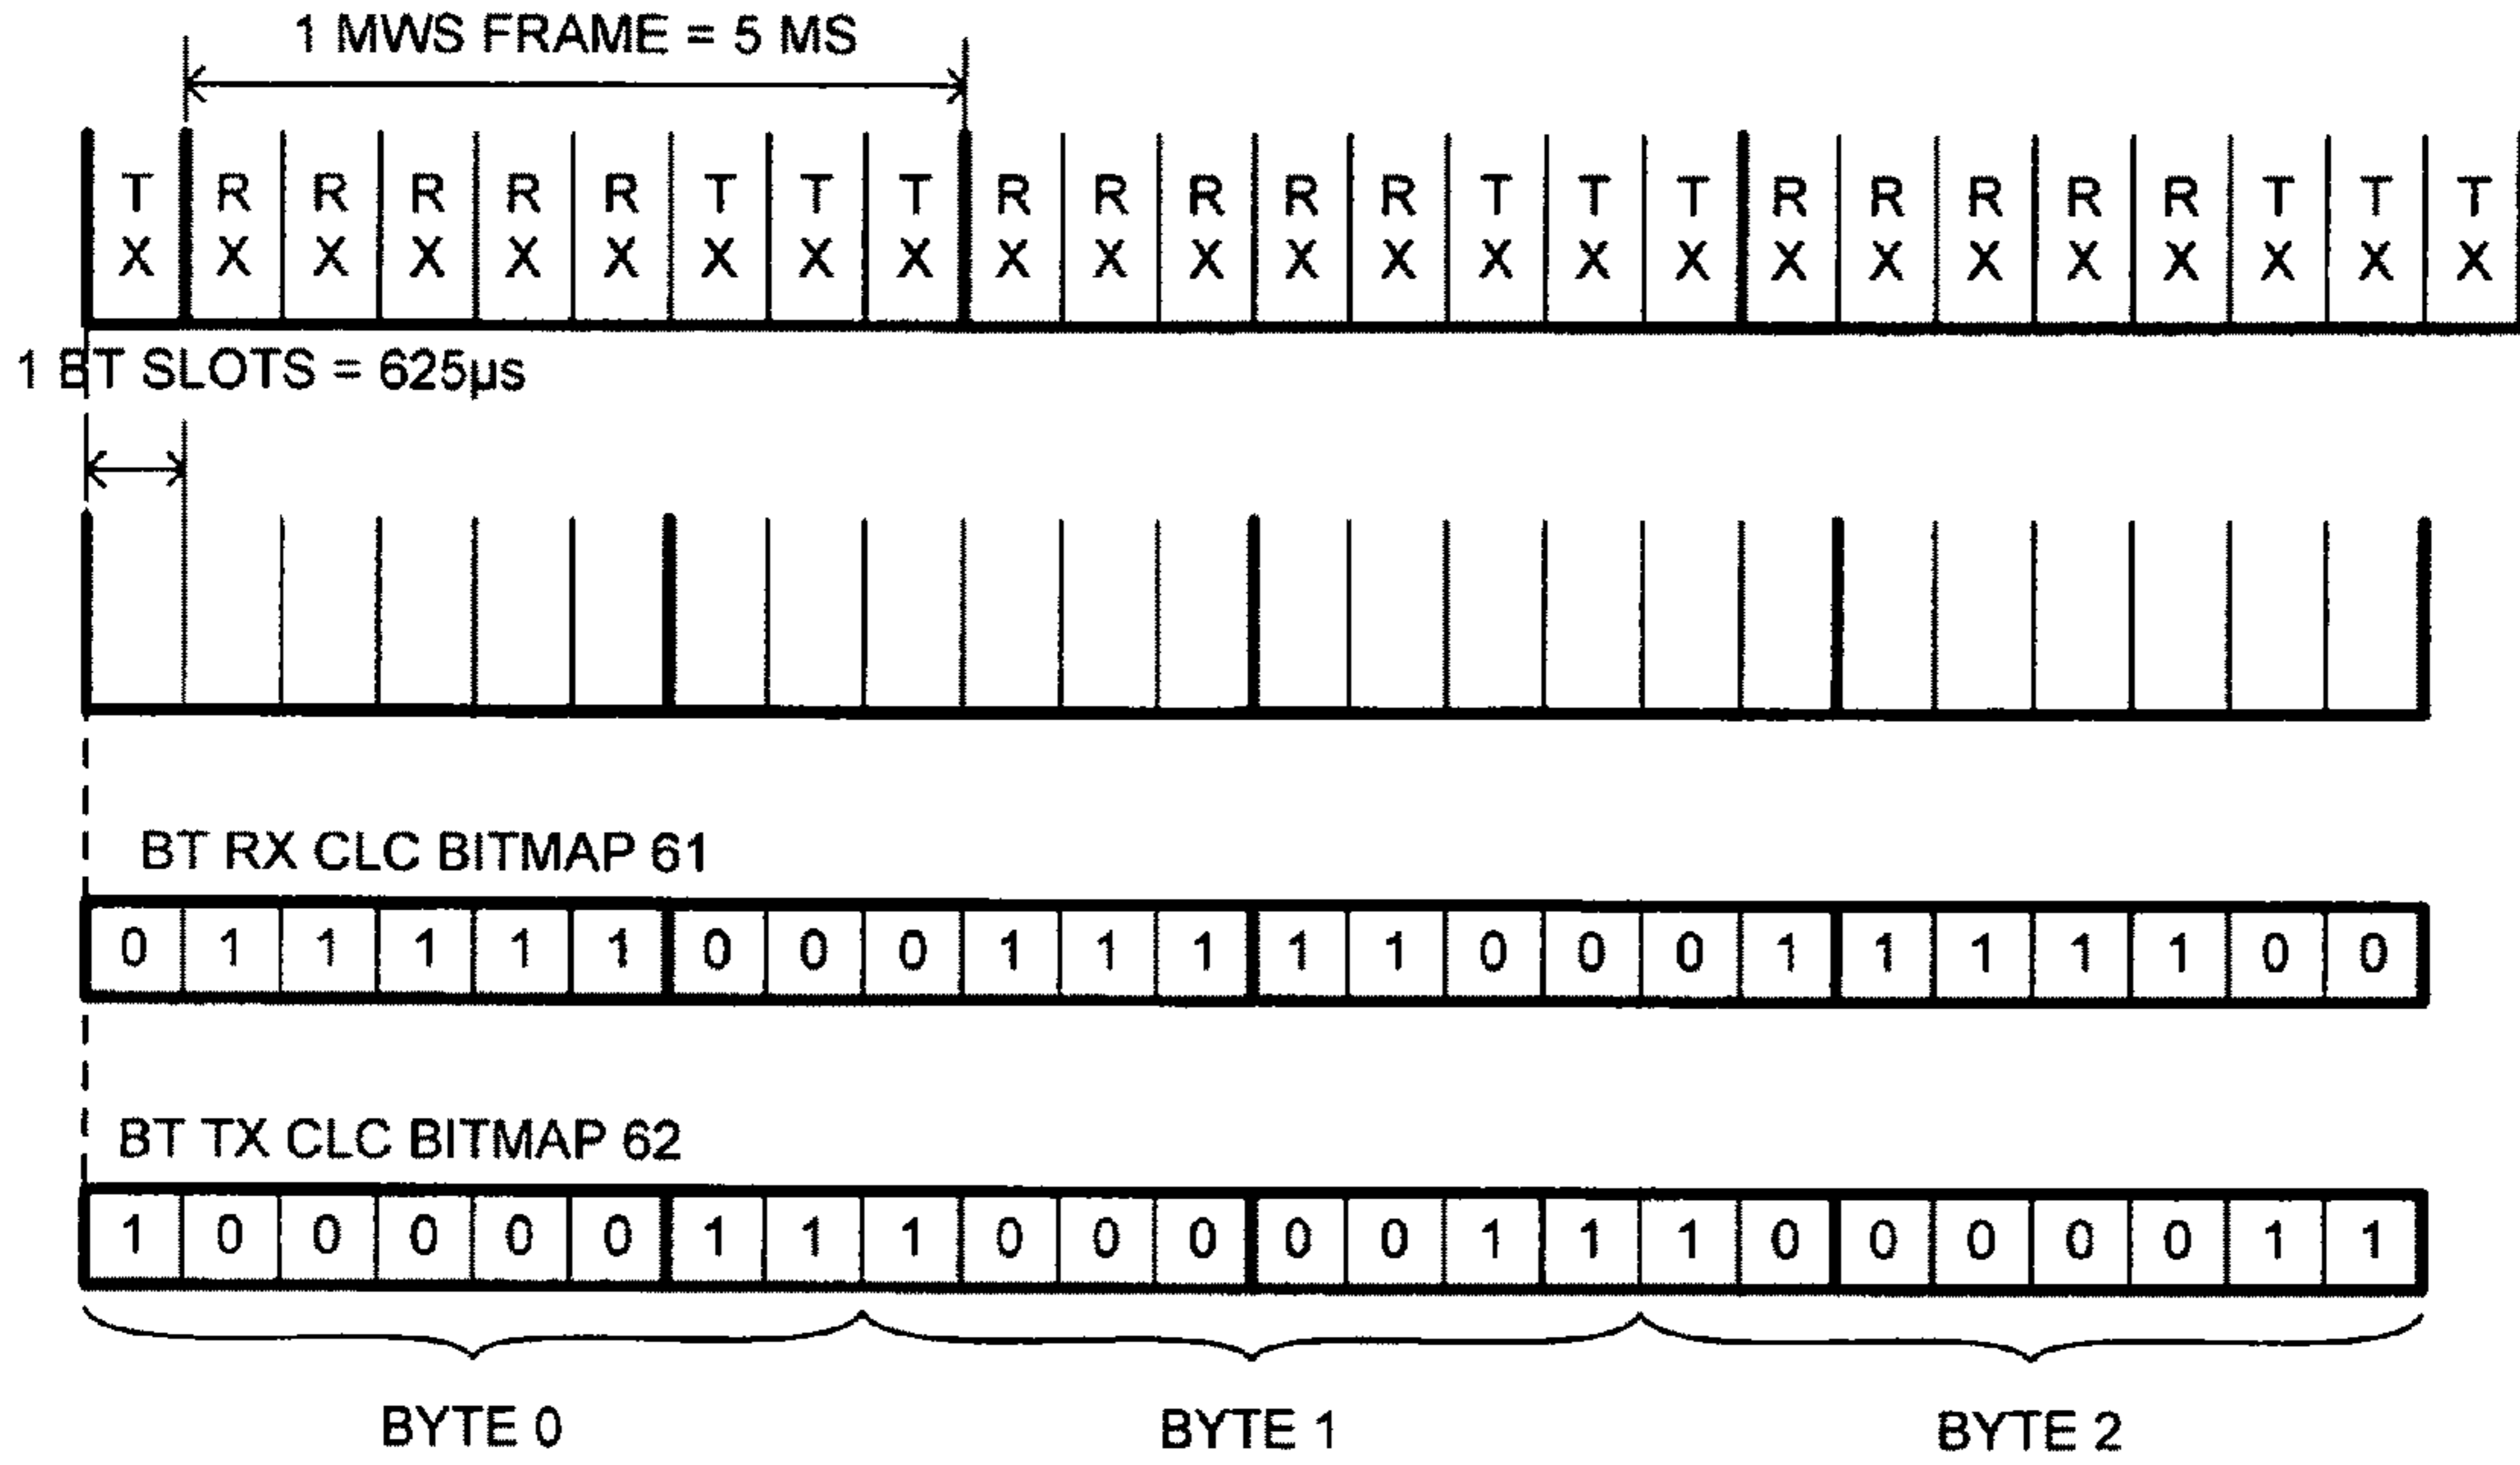 1 MWS FRAME = 5 MS
T R R R R R T T T R R R R R T T T R R R R R T T T
X X X X X X X X X X X X X X X X X X X X X X X X X
1 BT SLOTS = 625µs
BT RX CLC BITMAP 61
0 1 1 1 1 1 0 0 0 1 1 1 1 1 0 0 0 1 1 1 1 1 0 0
BT TX CLC BITMAP 62
1 0 0 0 0 0 1 1 1 0 0 0 0 0 1 1 1 0 0 0 0 0 1 1
BYTE 0 BYTE 1 BYTE 2